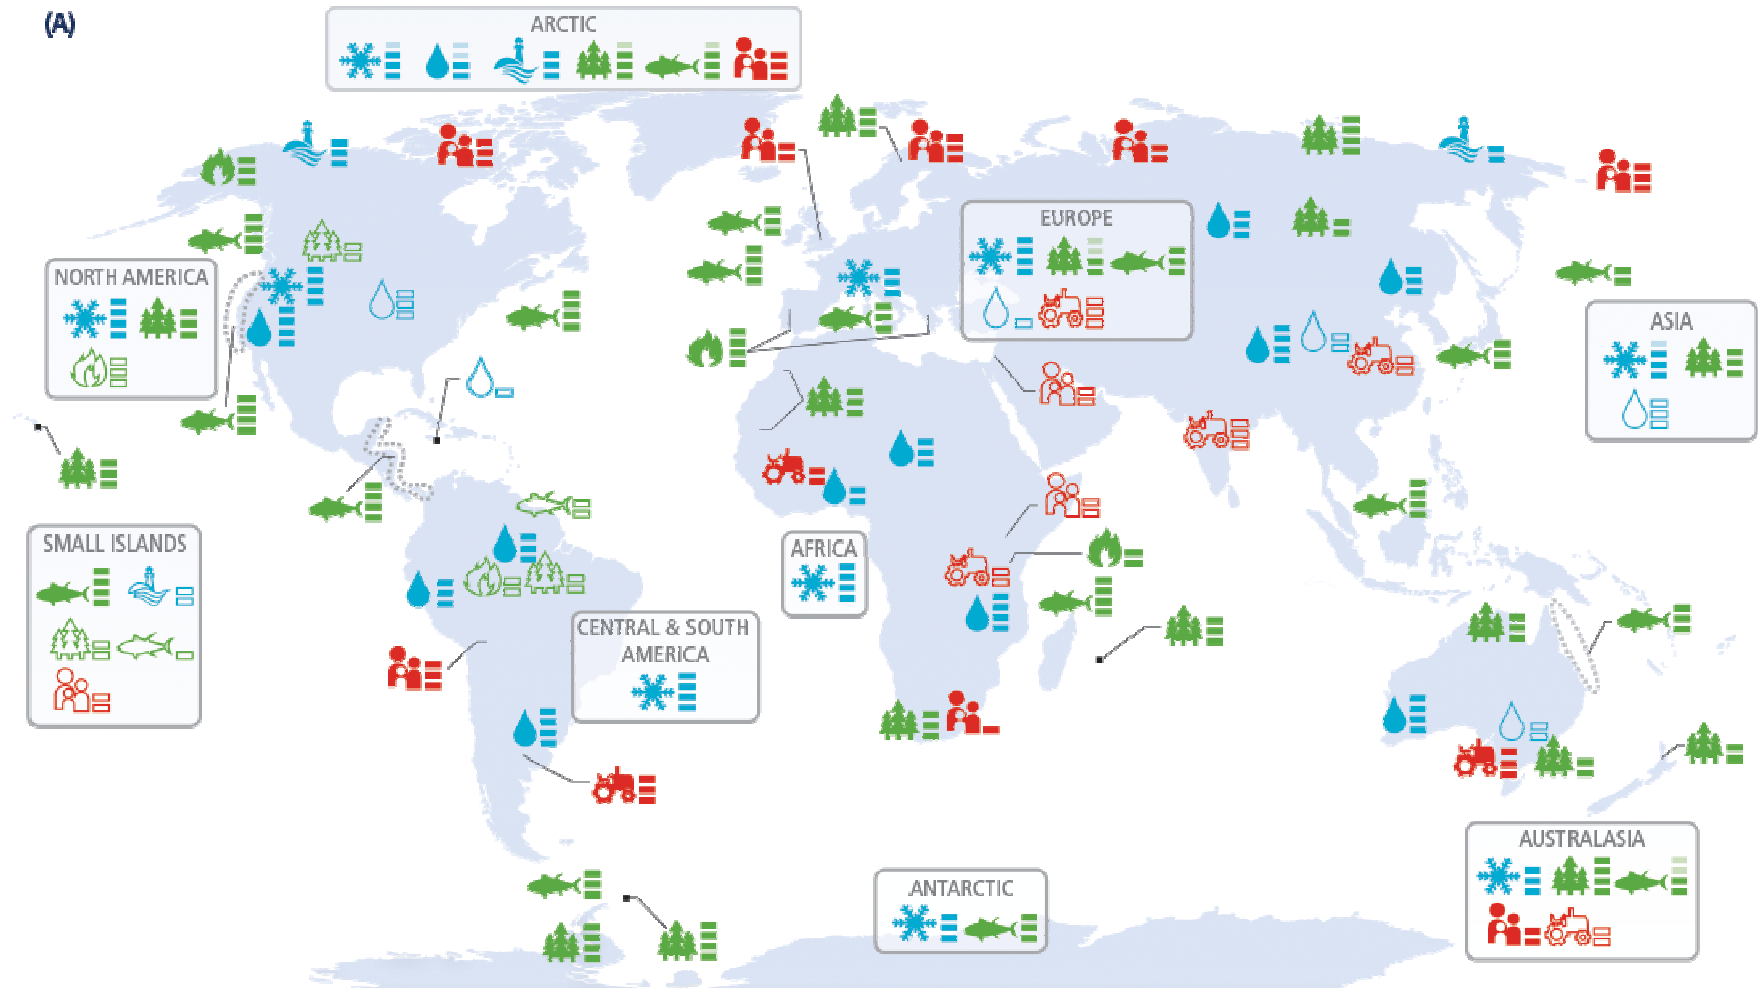 (A)
ARCTIC
EUROPE
NORTH AMERICA
ASIA
SMALL ISLANDS
AFRICA
CENTRAL & SOUTH
AMERICA
AUSTRALASIA
ANTARCTIC